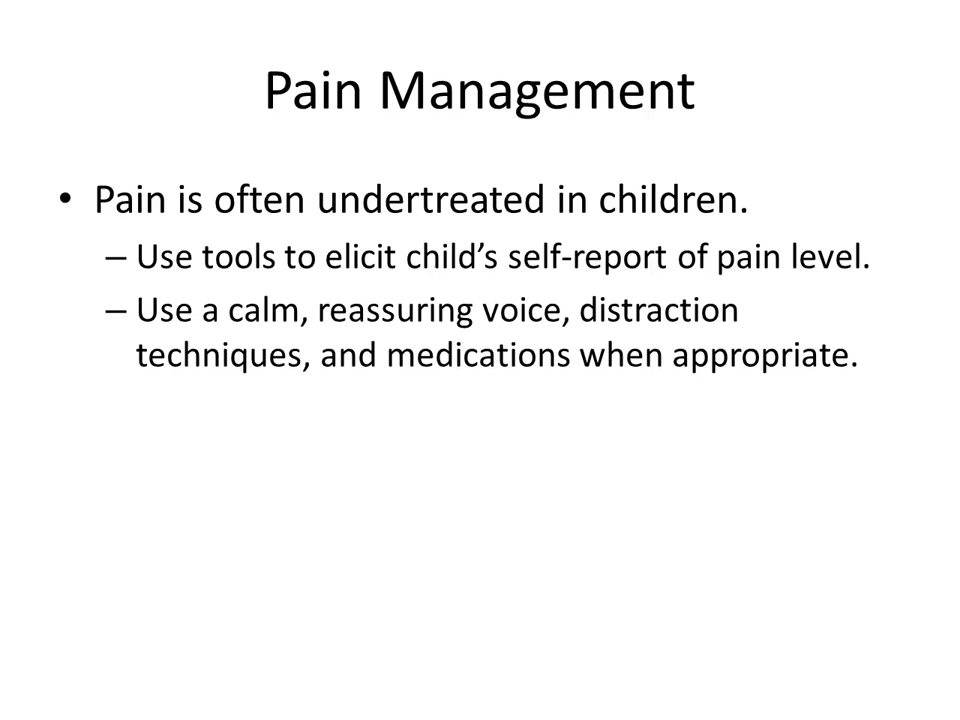 Pain Management
• Pain is often undertreated in children.
– Use tools to elicit child’s self-report of pain level.
– Use a calm, reassuring voice, distraction
techniques, and medications when appropriate.